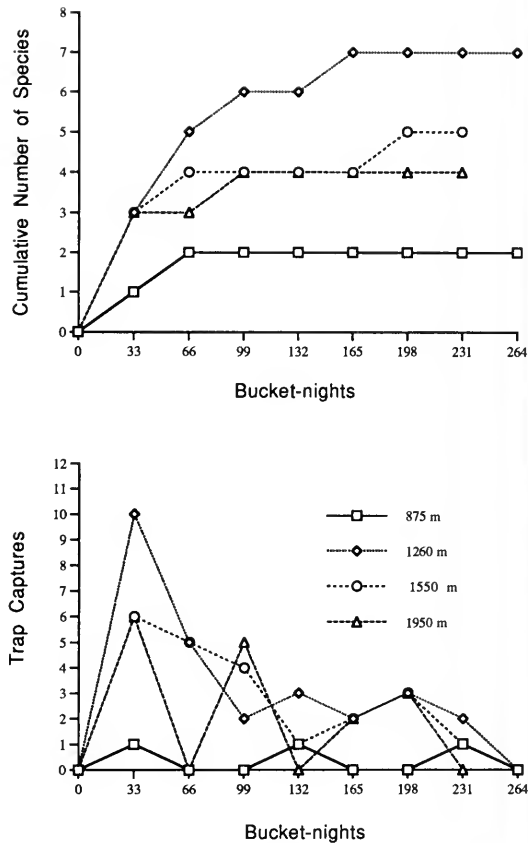 8
7
6
5
4
3
2
1
0
Cumulative Number of Species
0 33 66 99 132 165 198 231 264
Bucket-nights
12
11
10
9
8
7
6
5
4
3
2
1
0
Trap Captures
875 m
1260 m
1550 m
1950 m
0 33 66 99 132 165 198 231 264
Bucket-nights